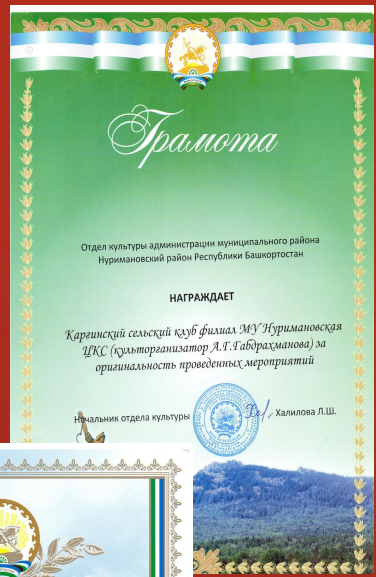 Грамота
Отдел культуры администрации муниципального района
Нуримановский район Республики Башкортостан
НАГРАЖДАЕТ
Каргинский сельский клуб филиал МУ Нуримановская
ЦКС (культорганизатор А.Г.Габдрахманова) за
оригинальность проведенных мероприятий
Начальник отдела культуры Халилова Л.Ш.